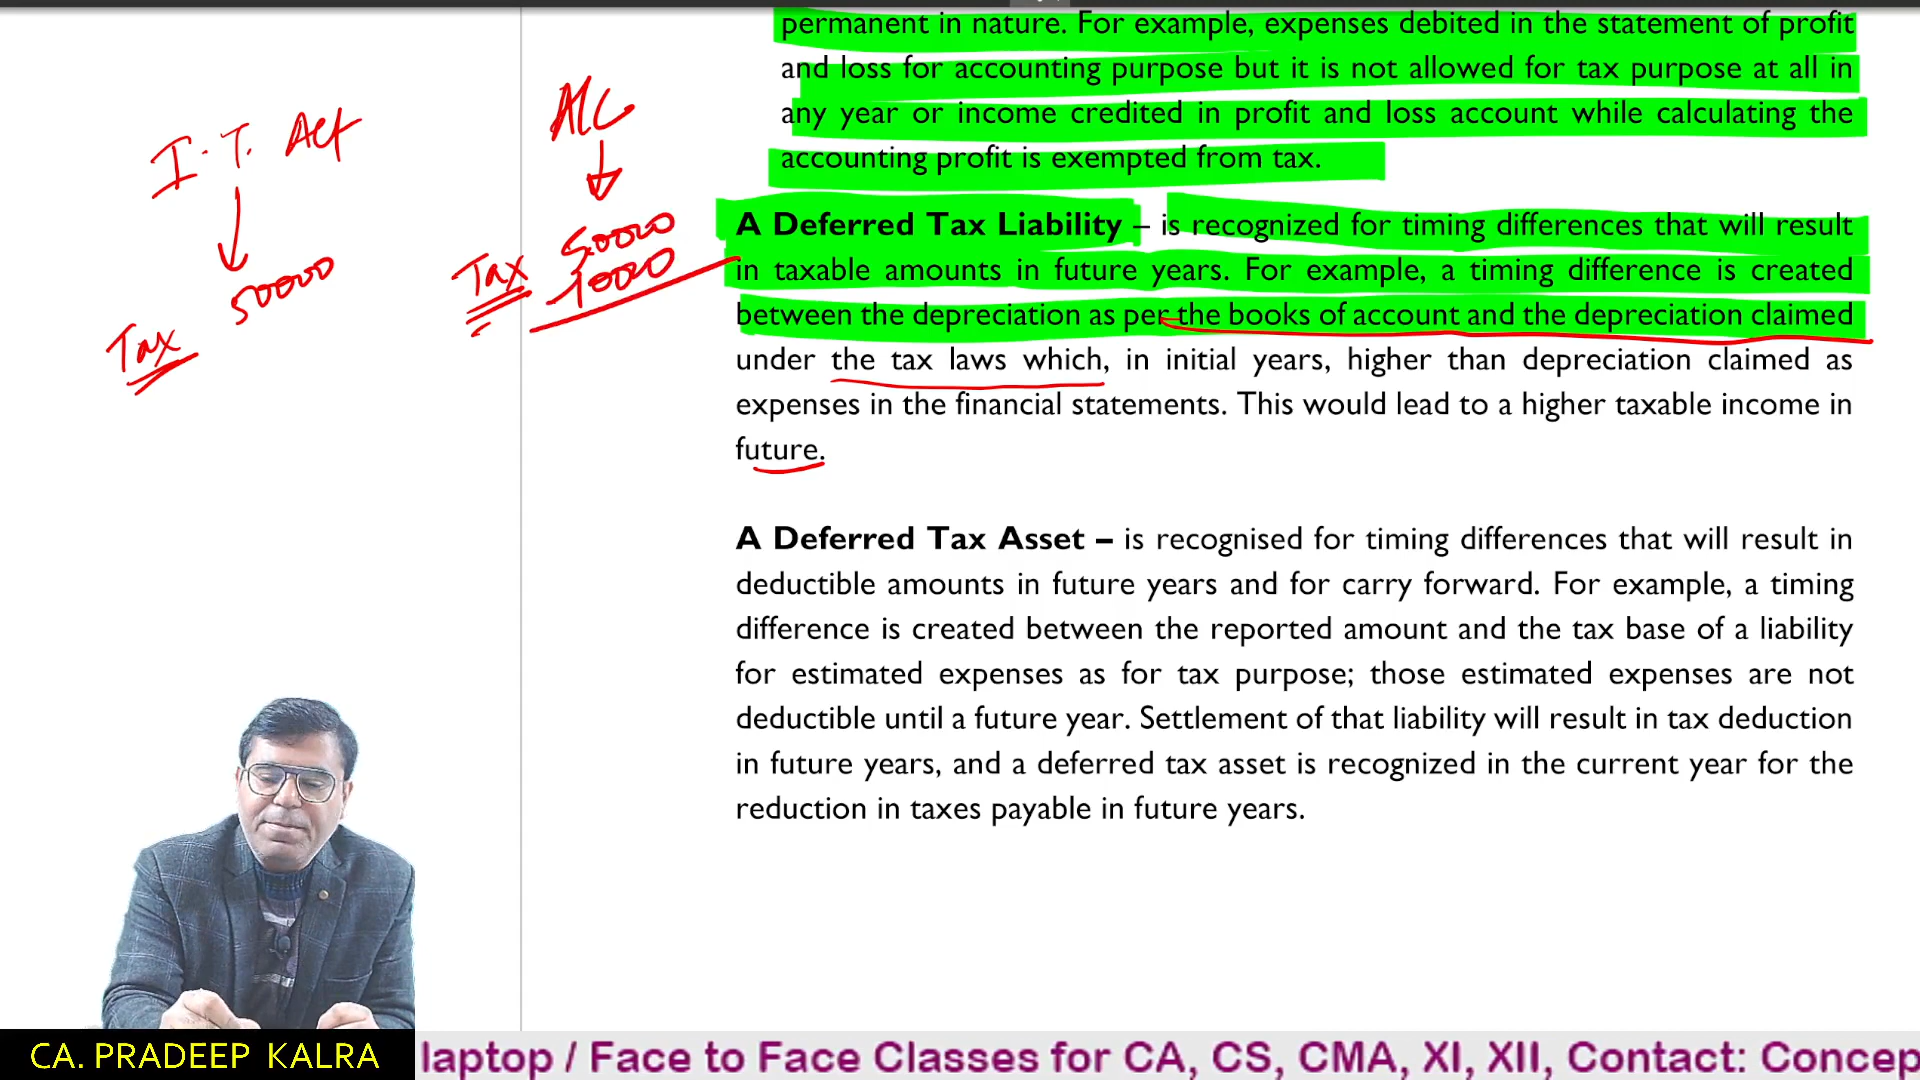 permanent in nature. For example, expenses debited in the statement of profit
and loss for accounting purpose but it is not allowed for tax purpose at all in
any year or income credited in profit and loss account while calculating the
accounting profit is exempted from tax.
I.T. Act
50000
Tax
A/C
50000
Tax 10000
A Deferred Tax Liability – is recognized for timing differences that will result
in taxable amounts in future years. For example, a timing difference is created
between the depreciation as per the books of account and the depreciation claimed
under the tax laws which, in initial years, higher than depreciation claimed as
expenses in the financial statements. This would lead to a higher taxable income in
future.
A Deferred Tax Asset – is recognised for timing differences that will result in
deductible amounts in future years and for carry forward. For example, a timing
difference is created between the reported amount and the tax base of a liability
for estimated expenses as for tax purpose; those estimated expenses are not
deductible until a future year. Settlement of that liability will result in tax deduction
in future years, and a deferred tax asset is recognized in the current year for the
reduction in taxes payable in future years.
CA. PRADEEP KALRA
laptop / Face to Face Classes for CA, CS, CMA, XI, XII, Contact: Concep